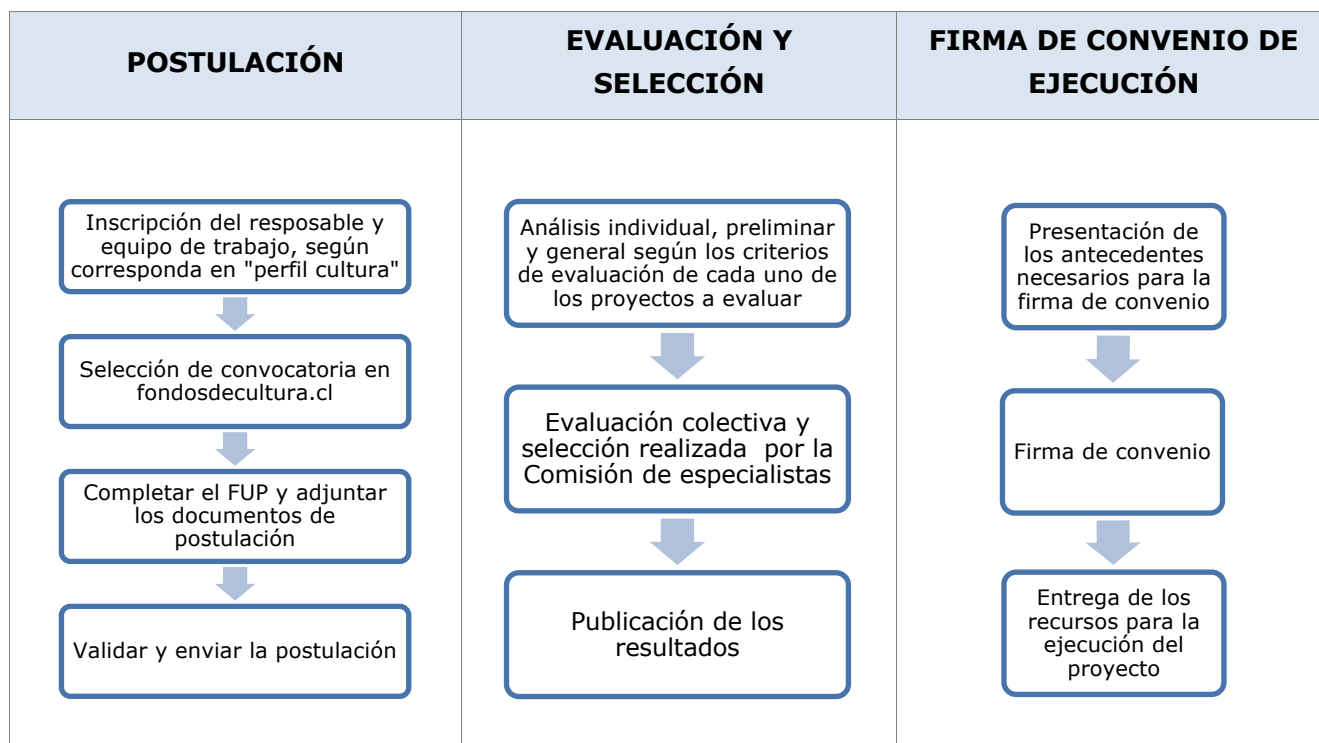 POSTULACIÓN
EVALUACIÓN Y
SELECCIÓN
FIRMA DE CONVENIO DE
EJECUCIÓN
Inscripción del resposable y
equipo de trabajo, según
corresponda en "perfil cultura"
Selección de convocatoria en
fondosdecultura.cl
Completar el FUP y adjuntar
los documentos de
postulación
Validar y enviar la postulación
Análisis individual, preliminar
y general según los criterios
de evaluación de cada uno de
los proyectos a evaluar
Evaluación colectiva y
selección realizada por la
Comisión de especialistas
Publicación de los
resultados
Presentación de
los antecedentes
necesarios para la
firma de convenio
Firma de convenio
Entrega de los
recursos para la
ejecución del
proyecto